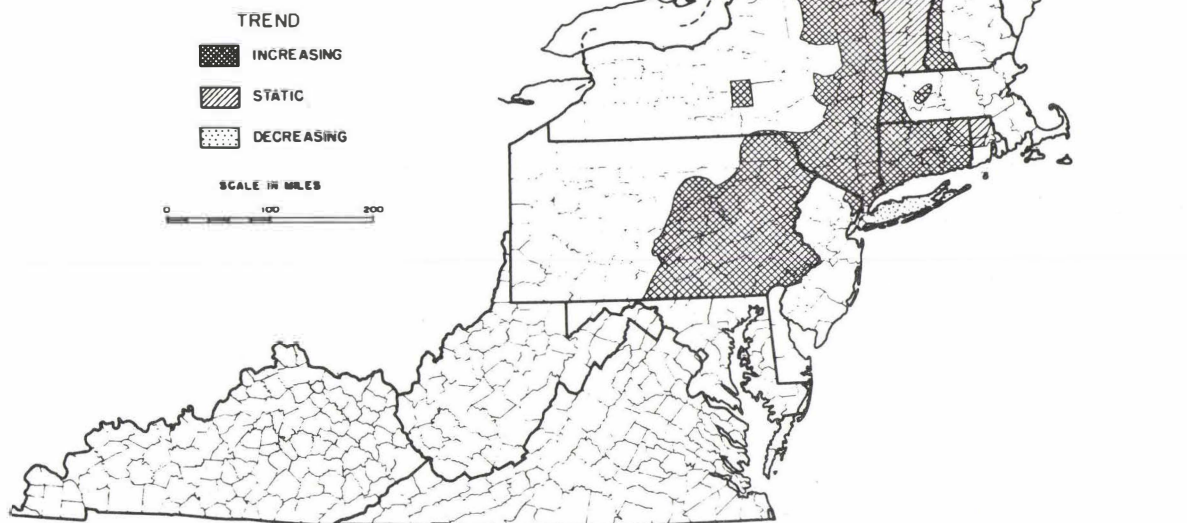 TREND
INCREASING
STATIC
DECREASING
SCALE IN MILES
0 100 200